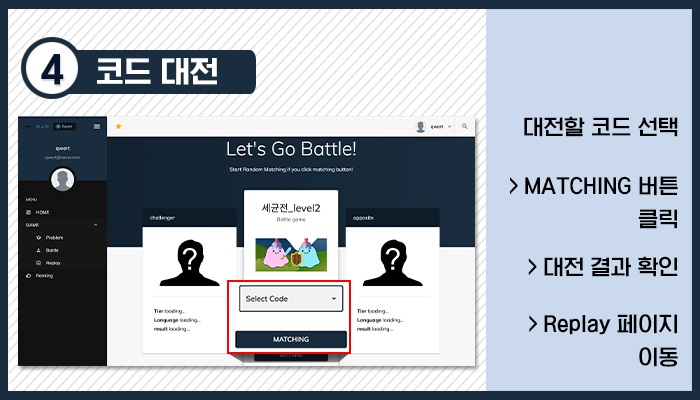 4 코드 대전
React
qwert
qwert@naver.com
MENU
HOME
GAME
Problem
Battle
Replay
Ranking
qwert
Let's Go Battle!
Start Random Matching if you click matching button!
challenger
세균전_level2
Battle game
opposite
?
?
Select Code
MATCHING
MATCHING
Tier loading...
Language loading...
result loading...
Tier loading...
Language loading...
result loading...
대전할 코드 선택
> MATCHING 버튼
클릭
> 대전 결과 확인
> Replay 페이지
이동